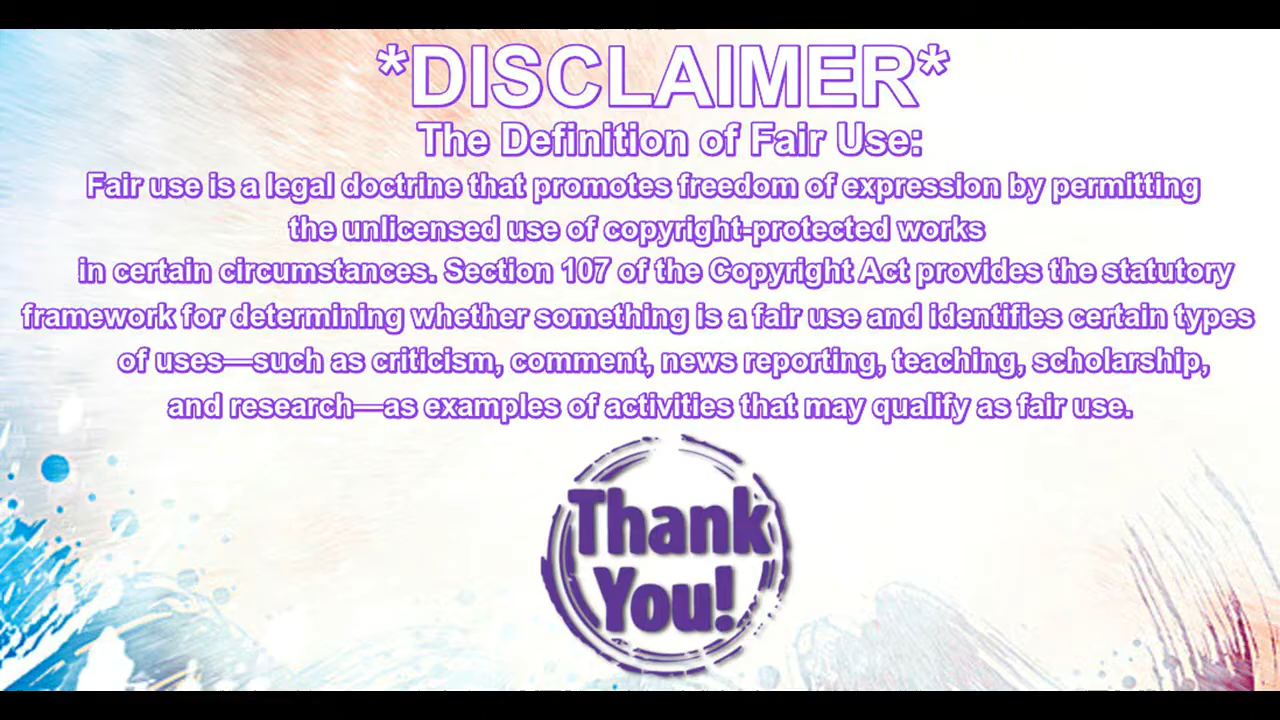 *DISCLAIMER*
The Definition of Fair Use:
Fair use is a legal doctrine that promotes freedom of expression by permitting
the unlicensed use of copyright-protected works
in certain circumstances. Section 107 of the Copyright Act provides the statutory
framework for determining whether something is a fair use and identifies certain types
of uses—such as criticism, comment, news reporting, teaching, scholarship,
and research—as examples of activities that may qualify as fair use.
Thank
You!